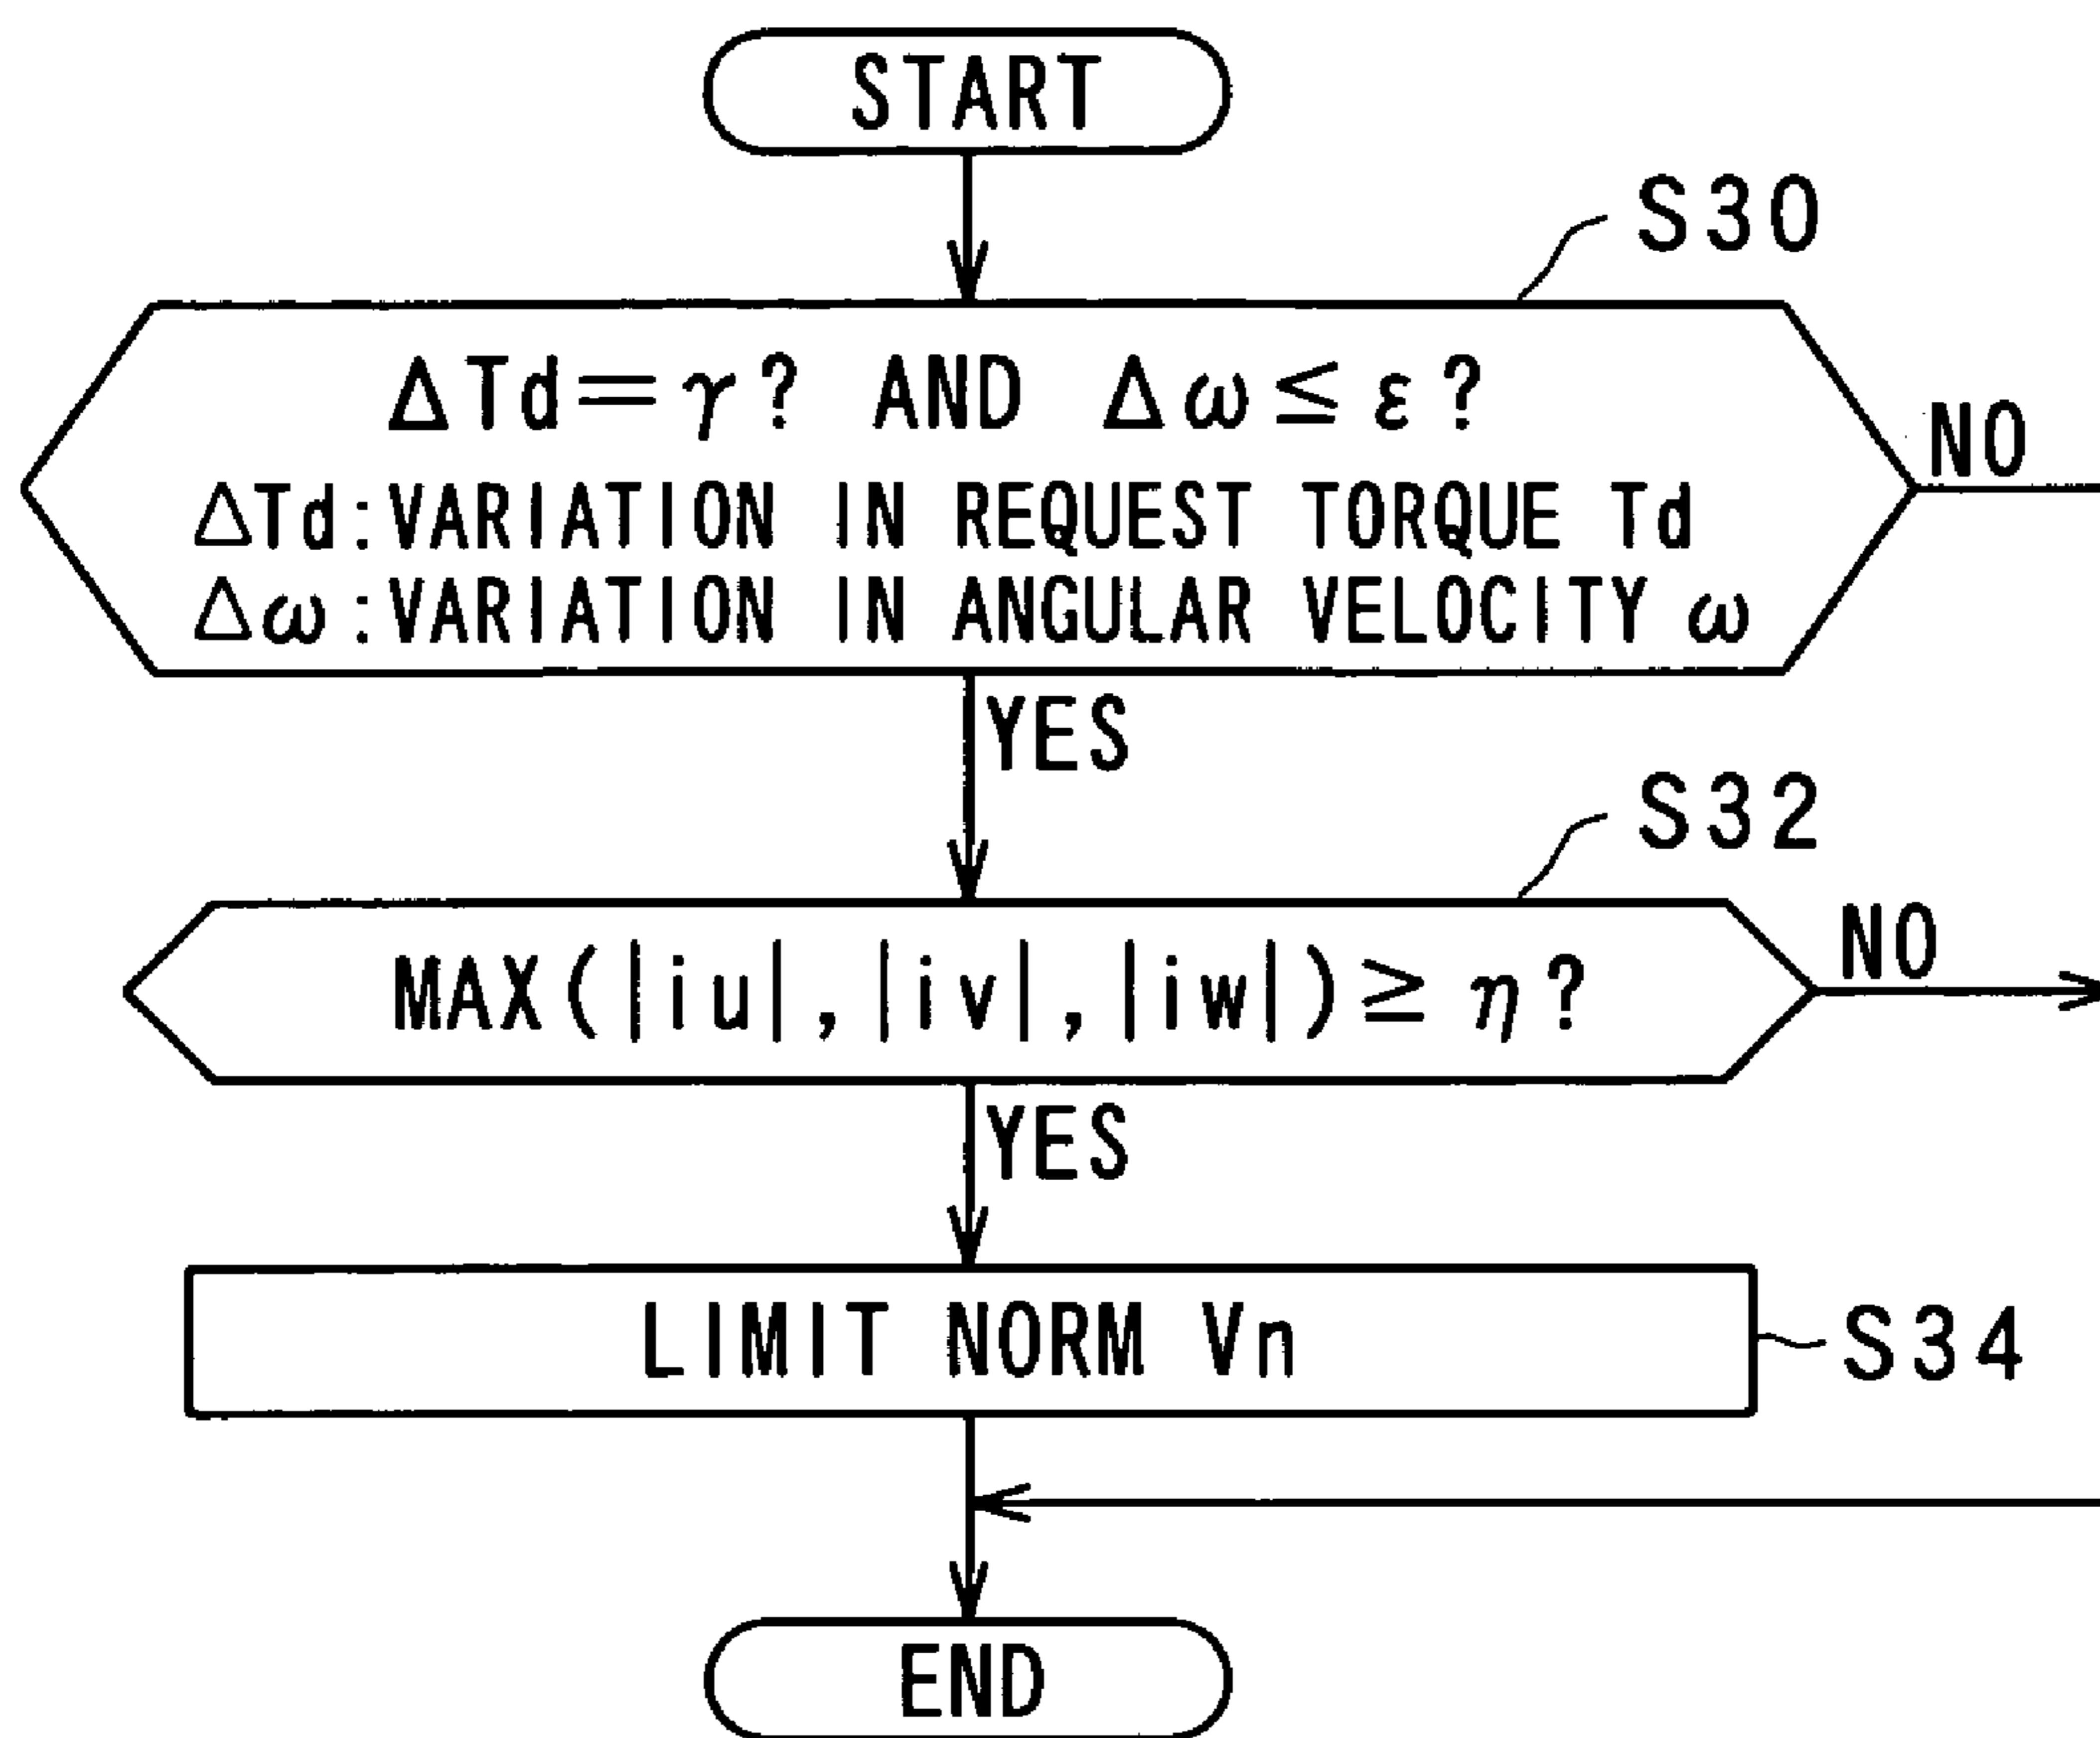 START
S30
ΔTd=γ? AND Δω≤ε?
NO
ΔTd:VARIATION IN REQUEST TORQUE Td
Δω:VARIATION IN ANGULAR VELOCITY ω
YES
S32
NO
MAX(|iu|,|iv|,|iw|)≥η?
YES
LIMIT NORM Vn
S34
END